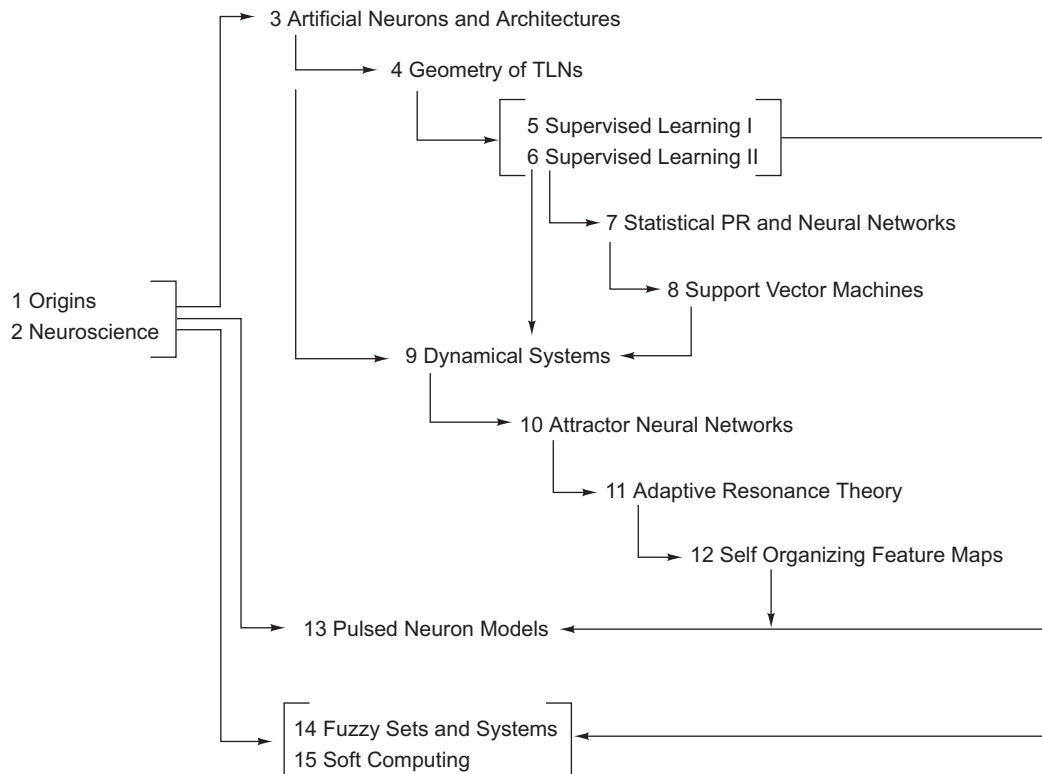 3 Artificial Neurons and Architectures
4 Geometry of TLNs
5 Supervised Learning I
6 Supervised Learning II
7 Statistical PR and Neural Networks
8 Support Vector Machines
1 Origins
2 Neuroscience
9 Dynamical Systems
10 Attractor Neural Networks
11 Adaptive Resonance Theory
12 Self Organizing Feature Maps
13 Pulsed Neuron Models
14 Fuzzy Sets and Systems
15 Soft Computing